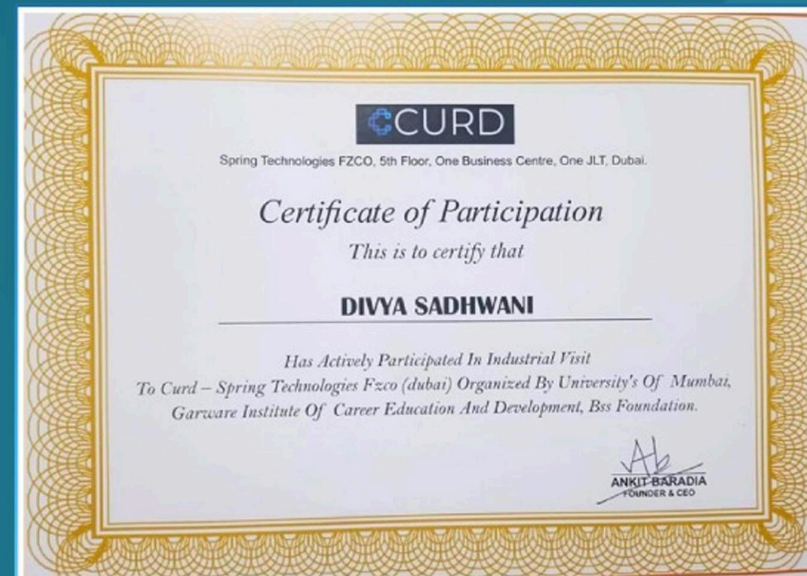 CURD
Spring Technologies FZCO, 5th Floor, One Business Centre, One JLT, Dubai.
Certificate of Participation
This is to certify that
DIVYA SADHWANI
Has Actively Participated In Industrial Visit
To Curd – Spring Technologies Fzco (dubai) Organized By University's Of Mumbai,
Garware Institute Of Career Education And Development, Bss Foundation.
ANKIT BARADIA
FOUNDER & CEO